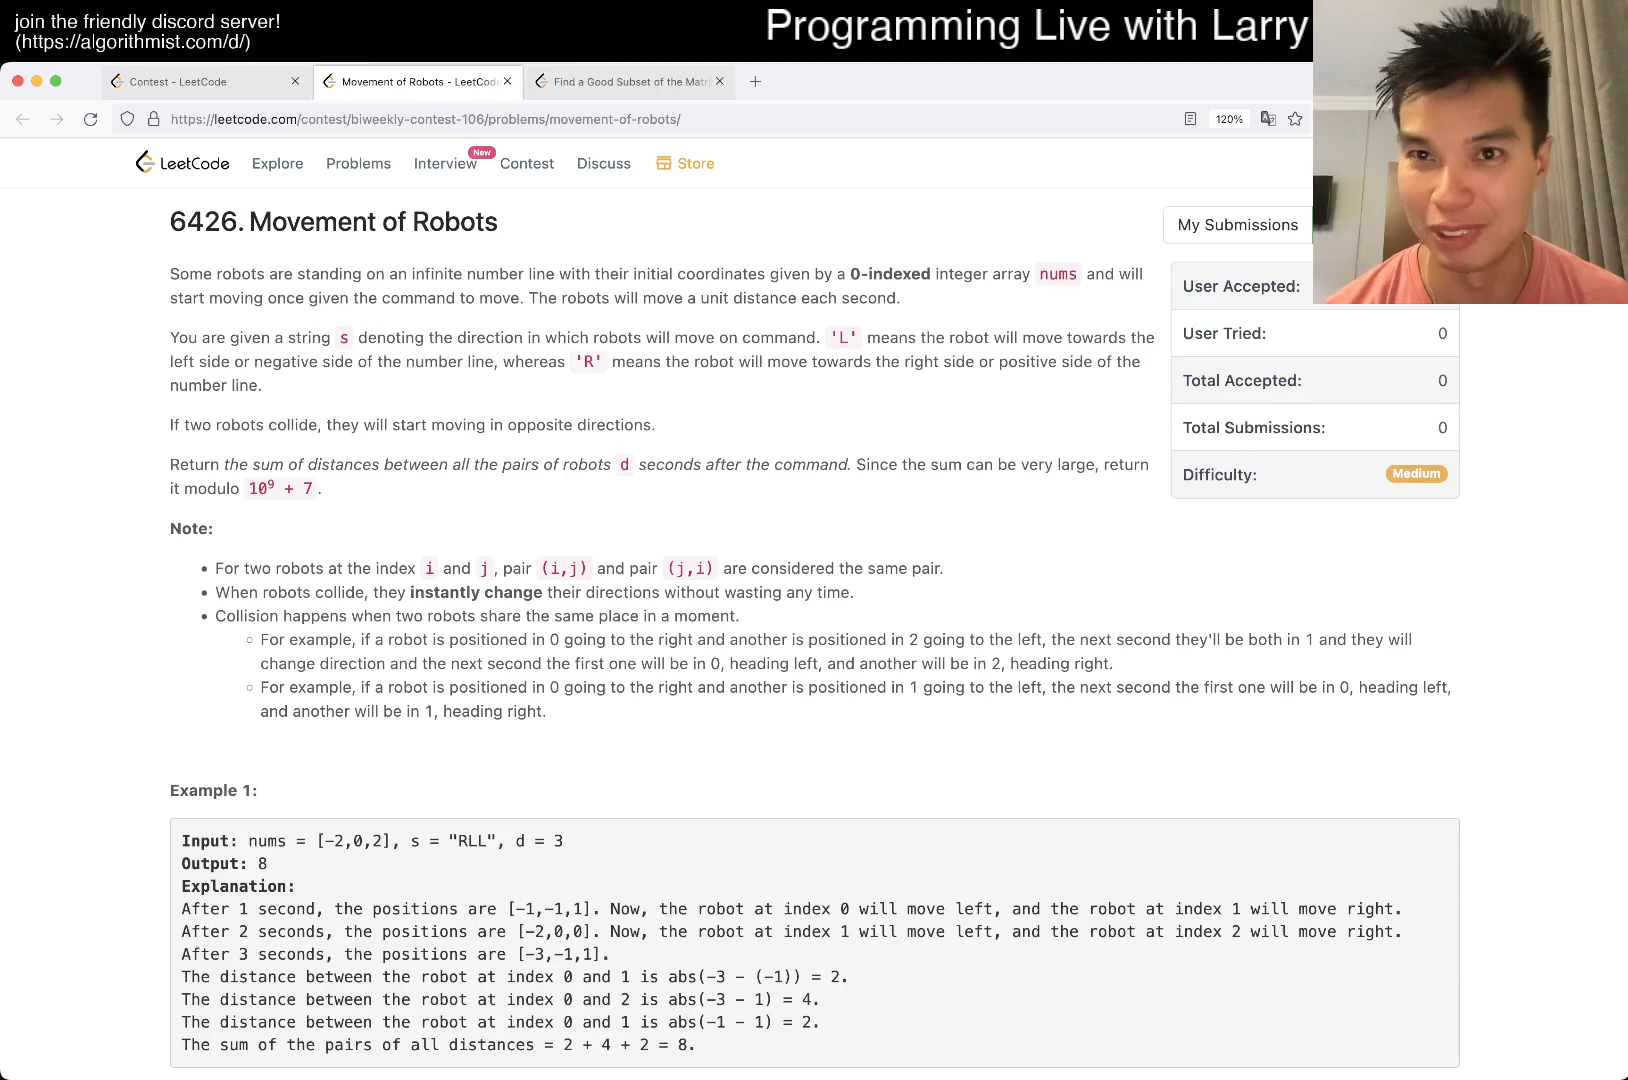 join the friendly discord server!
(https://algorithmist.com/d/)
Programming Live with Larry
Contest - LeetCode
Movement of Robots - LeetCode
Find a Good Subset of the Matri
https://leetcode.com/contest/biweekly-contest-106/problems/movement-of-robots/
120%
LeetCode Explore Problems Interview New Contest Discuss Store
6426. Movement of Robots
My Submissions
Some robots are standing on an infinite number line with their initial coordinates given by a 0-indexed integer array nums and will
start moving once given the command to move. The robots will move a unit distance each second.
You are given a string s denoting the direction in which robots will move on command. 'L' means the robot will move towards the
left side or negative side of the number line, whereas 'R' means the robot will move towards the right side or positive side of the
number line.
If two robots collide, they will start moving in opposite directions.
Return the sum of distances between all the pairs of robots d seconds after the command. Since the sum can be very large, return
it modulo 10⁹ + 7 .
User Accepted:
User Tried: 0
Total Accepted: 0
Total Submissions: 0
Difficulty: Medium
Note:
• For two robots at the index i and j, pair (i,j) and pair (j,i) are considered the same pair.
• When robots collide, they instantly change their directions without wasting any time.
• Collision happens when two robots share the same place in a moment.
◦ For example, if a robot is positioned in 0 going to the right and another is positioned in 2 going to the left, the next second they'll be both in 1 and they will
change direction and the next second the first one will be in 0, heading left, and another will be in 2, heading right.
◦ For example, if a robot is positioned in 0 going to the right and another is positioned in 1 going to the left, the next second the first one will be in 0, heading left,
and another will be in 1, heading right.
Example 1:
Input: nums = [-2,0,2], s = "RLL", d = 3
Output: 8
Explanation:
After 1 second, the positions are [-1,-1,1]. Now, the robot at index 0 will move left, and the robot at index 1 will move right.
After 2 seconds, the positions are [-2,0,0]. Now, the robot at index 1 will move left, and the robot at index 2 will move right.
After 3 seconds, the positions are [-3,-1,1].
The distance between the robot at index 0 and 1 is abs(-3 - (-1)) = 2.
The distance between the robot at index 0 and 2 is abs(-3 - 1) = 4.
The distance between the robot at index 0 and 1 is abs(-1 - 1) = 2.
The sum of the pairs of all distances = 2 + 4 + 2 = 8.